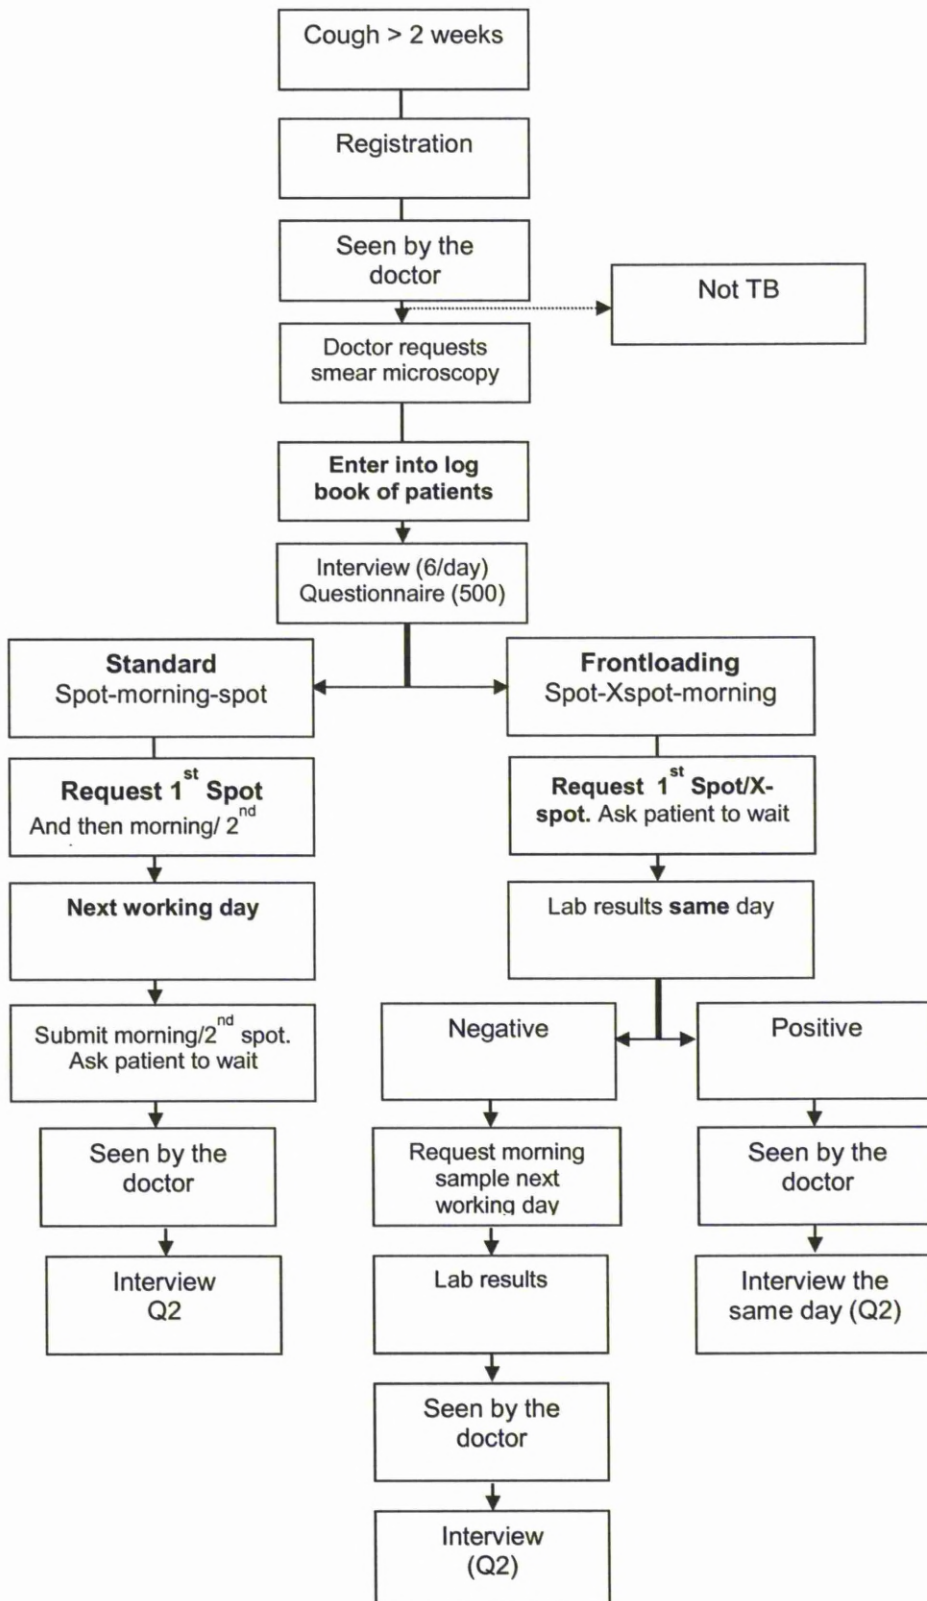 Cough > 2 weeks
Registration
Seen by the
doctor
Not TB
Doctor requests
smear microscopy
Enter into log
book of patients
Interview (6/day)
Questionnaire (500)
Standard
Spot-morning-spot
Frontloading
Spot-Xspot-morning
Request 1st Spot
And then morning/ 2nd
Request 1st Spot/X-
spot. Ask patient to wait
Next working day
Lab results same day
Submit morning/2nd spot.
Ask patient to wait
Negative
Positive
Seen by the
doctor
Request morning
sample next
working day
Seen by the
doctor
Interview
Q2
Lab results
Interview the
same day (Q2)
Seen by the
doctor
Interview
(Q2)